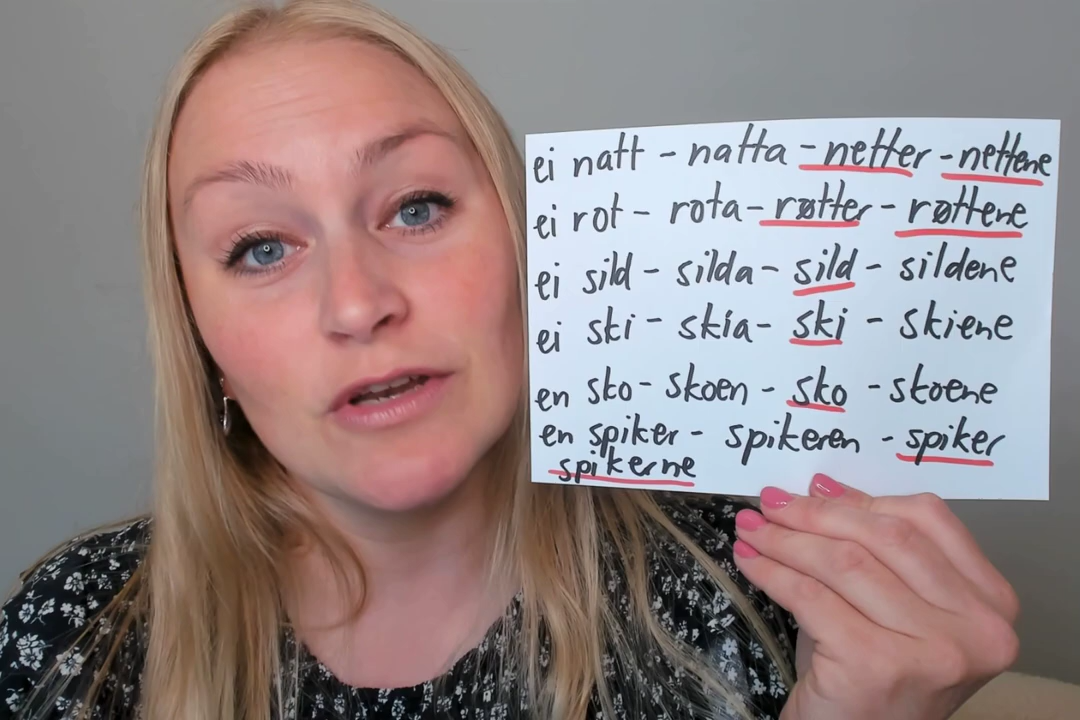 ei natt - natta - netter - nettene
ei rot - rota - røtter - røttene
ei sild - silda - sild - sildene
ei ski - skia - ski - skiene
en sko - skoen - sko - skoene
en spiker - spikeren - spiker
spikerne